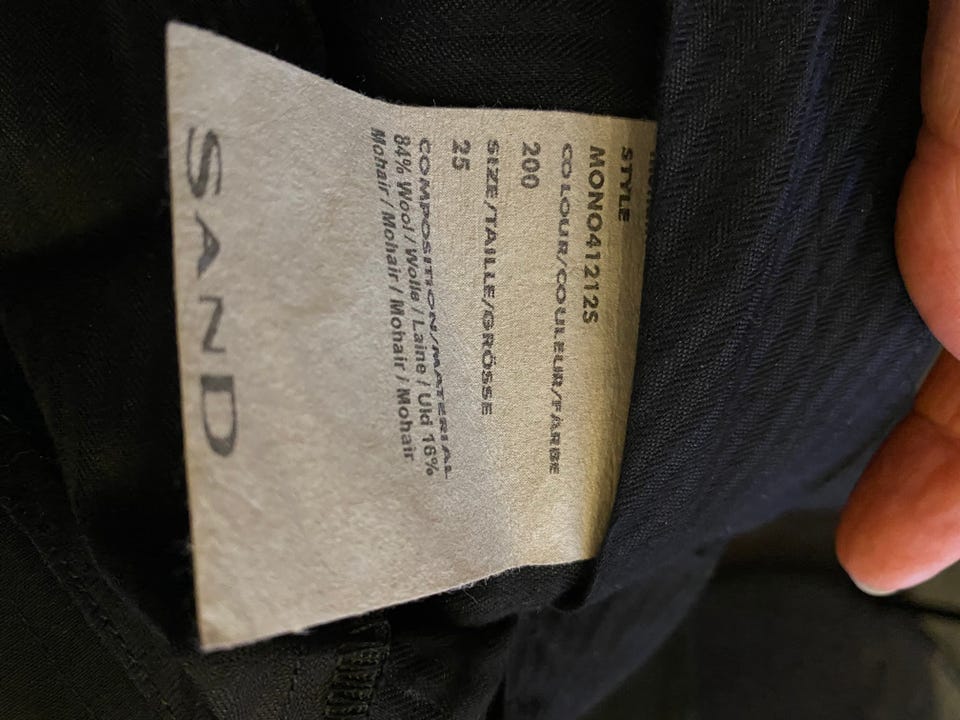 STYLE
MONO41212S
COLOUR/COULEUR/FARBE
200
SIZE/TAILLE/GRÖSSE
25
COMPOSITION/MATERIAL
84% Wool / Wolle / Laine / Uld 16%
Mohair / Mohair / Mohair / Mohair
SAND